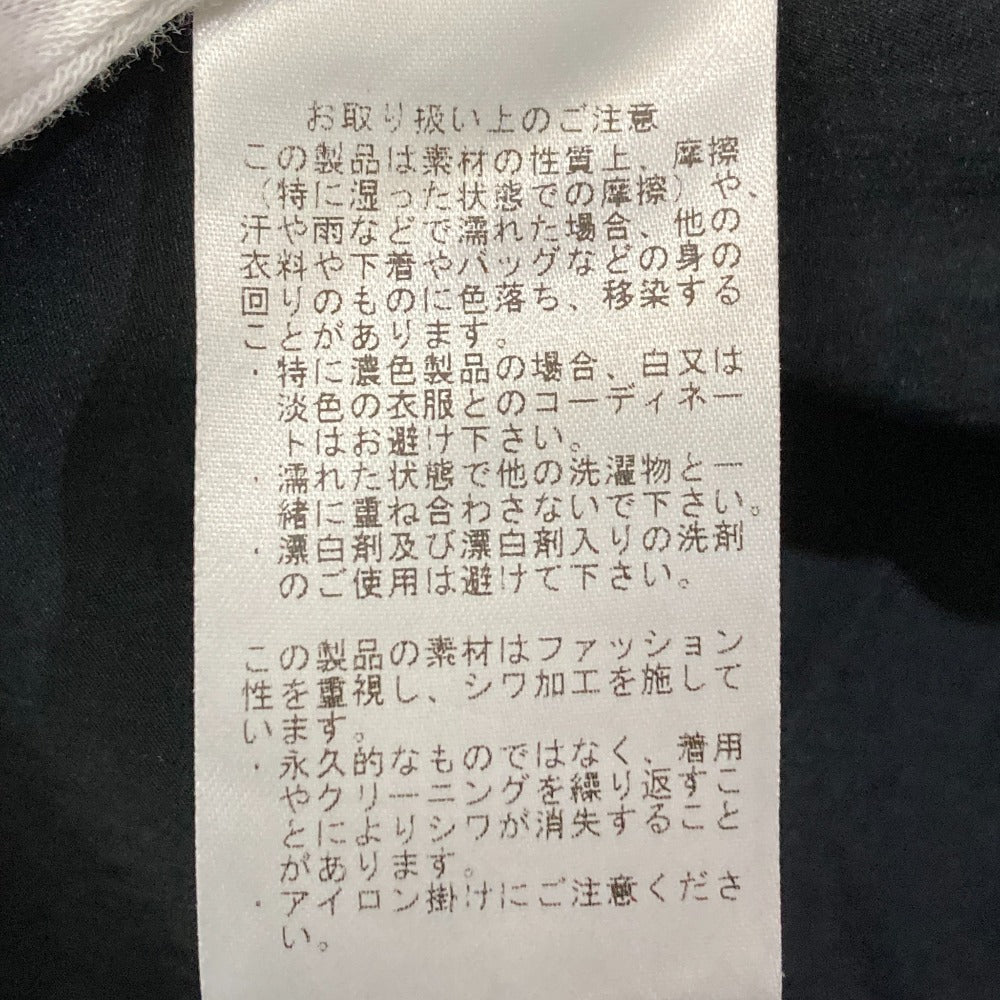 お取り扱い上のご注意
この製品は素材の性質上、摩擦
（特に湿った状態での摩擦）や、
汗や雨などで濡れた場合、他の
衣料や下着やバッグなどの身の
回りのものに色落ち、移染する
ことがあります。
・特に濃色製品の場合、白又は
淡色の衣服とのコーディネー
トはお避け下さい。
・濡れた状態で他の洗濯物と一
緒に重ね合わさないで下さい。
・漂白剤及び漂白剤入りの洗剤
のご使用は避けて下さい。
この製品の素材はファッション
性を重視し、シワ加工を施して
います。
・永久的なものではなく、着用
やクリーニングを繰り返すこ
とによりシワが消失すること
があります。
・アイロン掛けにご注意くださ
い。